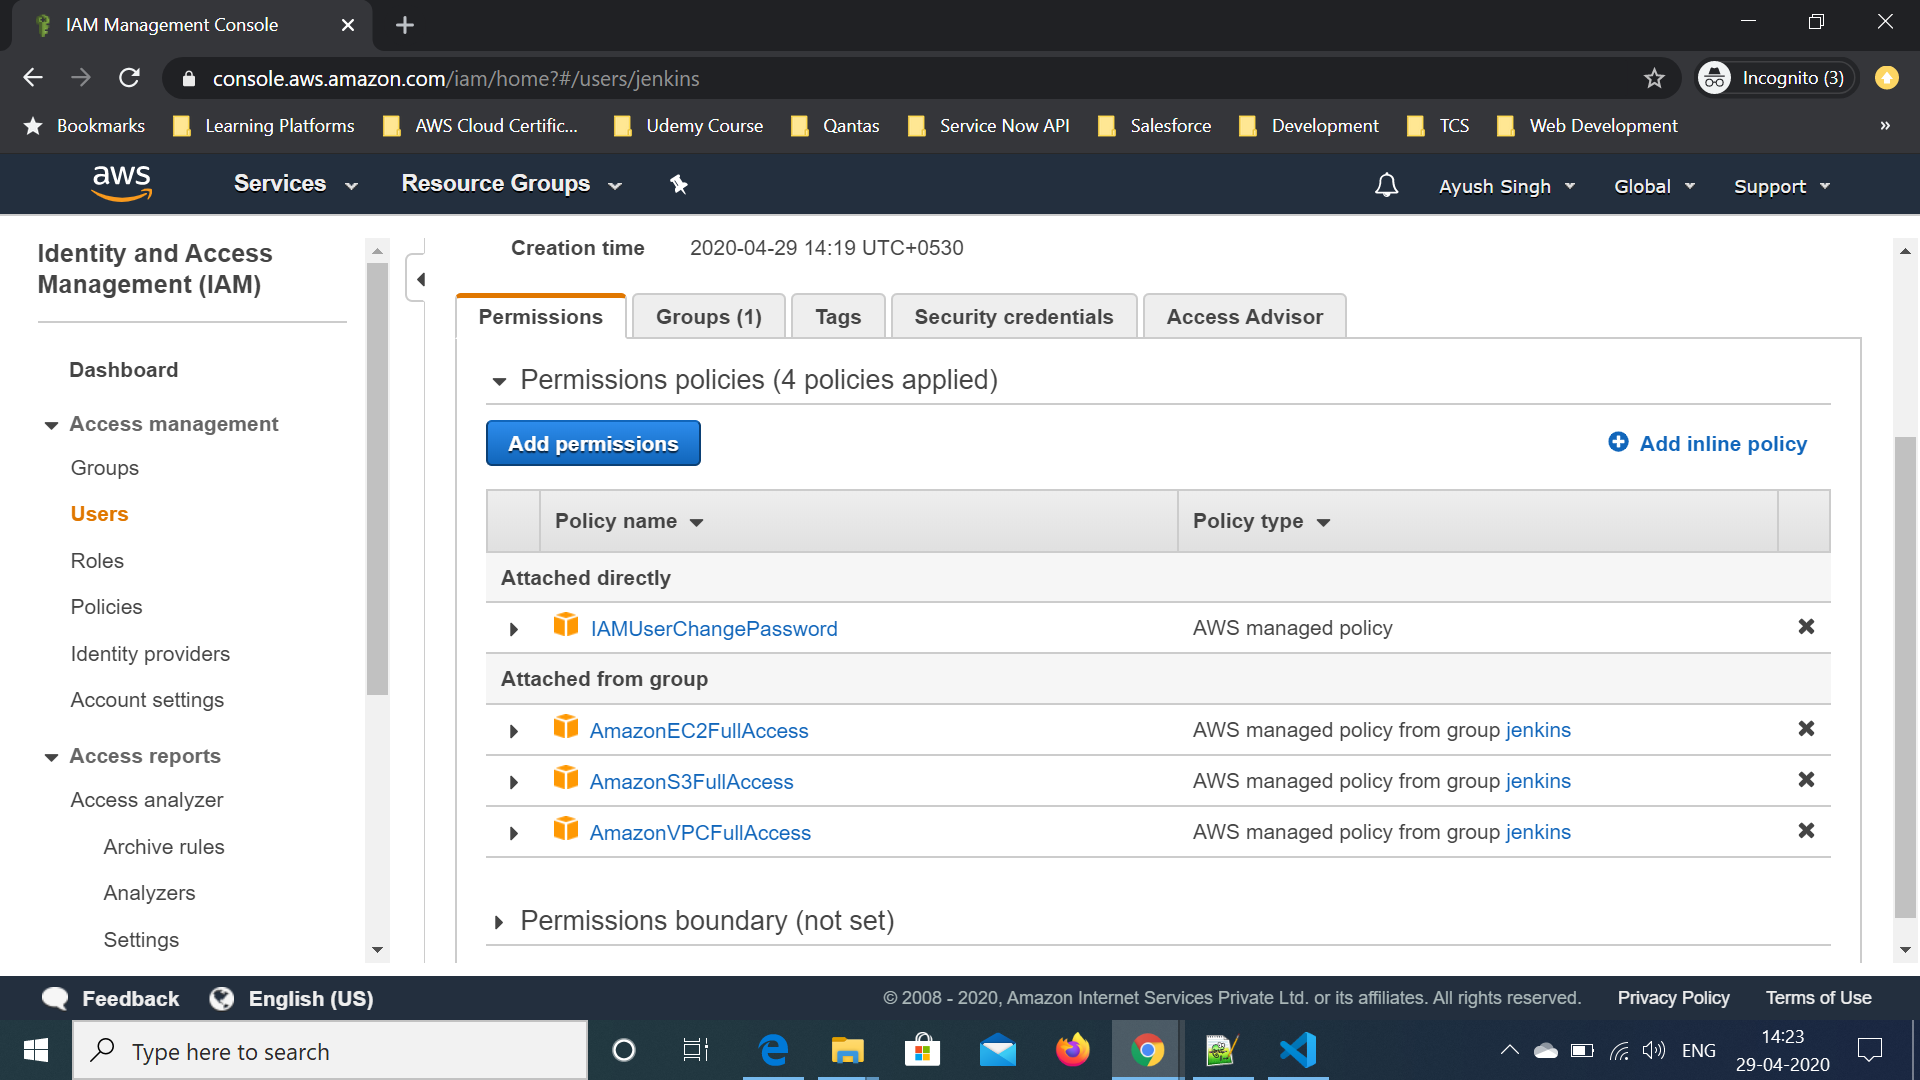 IAM Management Console
console.aws.amazon.com/iam/home?#/users/jenkins
Incognito (3)
Bookmarks
Learning Platforms
AWS Cloud Certific...
Udemy Course
Qantas
Service Now API
Salesforce
Development
TCS
Web Development
»
aws
Services
Resource Groups
Ayush Singh
Global
Support
Identity and Access
Management (IAM)
Dashboard
Access management
Groups
Users
Roles
Policies
Identity providers
Account settings
Access reports
Access analyzer
Archive rules
Analyzers
Settings
Creation time 2020-04-29 14:19 UTC+0530
Permissions
Groups (1)
Tags
Security credentials
Access Advisor
Permissions policies (4 policies applied)
Add permissions
Add inline policy
Policy name
Policy type
Attached directly
IAMUserChangePassword
AWS managed policy
Attached from group
AmazonEC2FullAccess
AWS managed policy from group jenkins
AmazonS3FullAccess
AWS managed policy from group jenkins
AmazonVPCFullAccess
AWS managed policy from group jenkins
Permissions boundary (not set)
Feedback
English (US)
© 2008 - 2020, Amazon Internet Services Private Ltd. or its affiliates. All rights reserved.
Privacy Policy
Terms of Use
Type here to search
ENG
14:23
29-04-2020